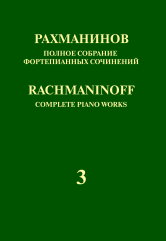 РАХМАНИНОВ
ПОЛНОЕ СОБРАНИЕ
ФОРТЕПИАННЫХ СОЧИНЕНИЙ
RACHMANINOFF
COMPLETE PIANO WORKS
3